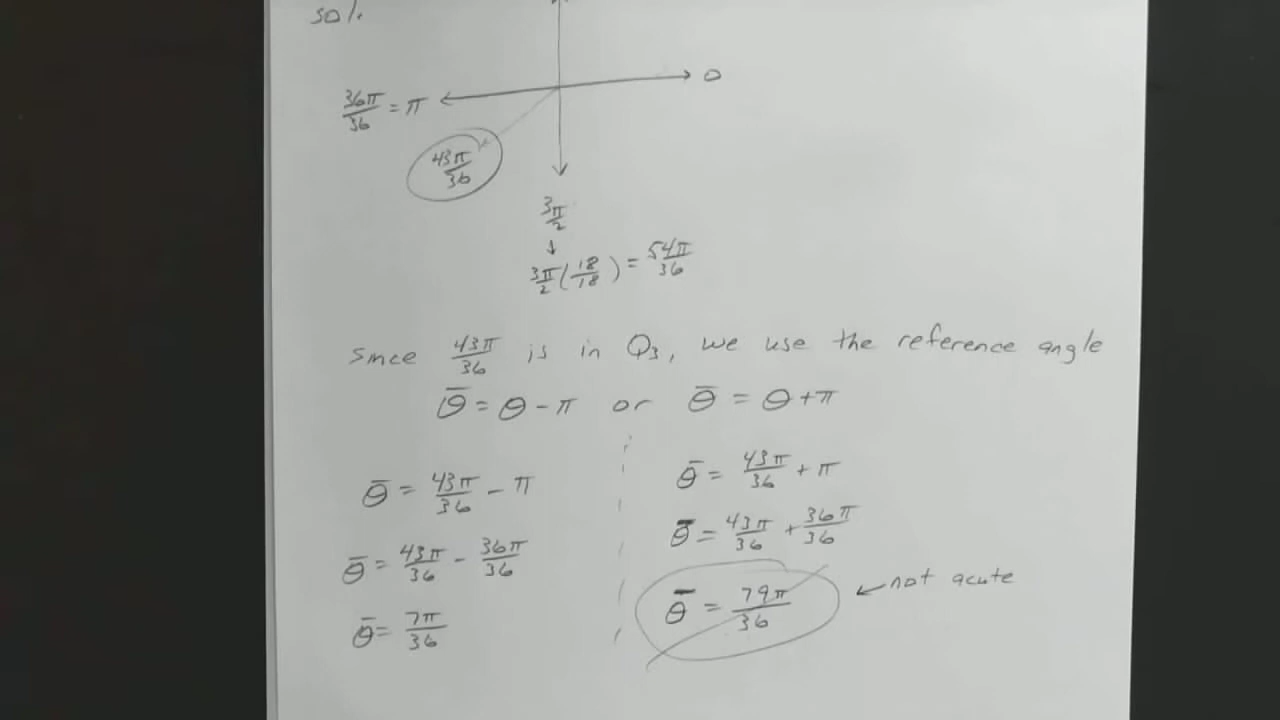 Sol.
0
36π/36 = π
43π/36
3π/2
↓
3π/2 (18/18) = 54π/36
Since 43π/36 is in Q₃, we use the reference angle
θ̄ = θ - π or θ̄ = θ + π
θ̄ = 43π/36 - π
θ̄ = 43π/36 - 36π/36
θ̄ = 7π/36
θ̄ = 43π/36 + π
θ̄ = 43π/36 + 36π/36
θ̄ = 79π/36 ← not acute